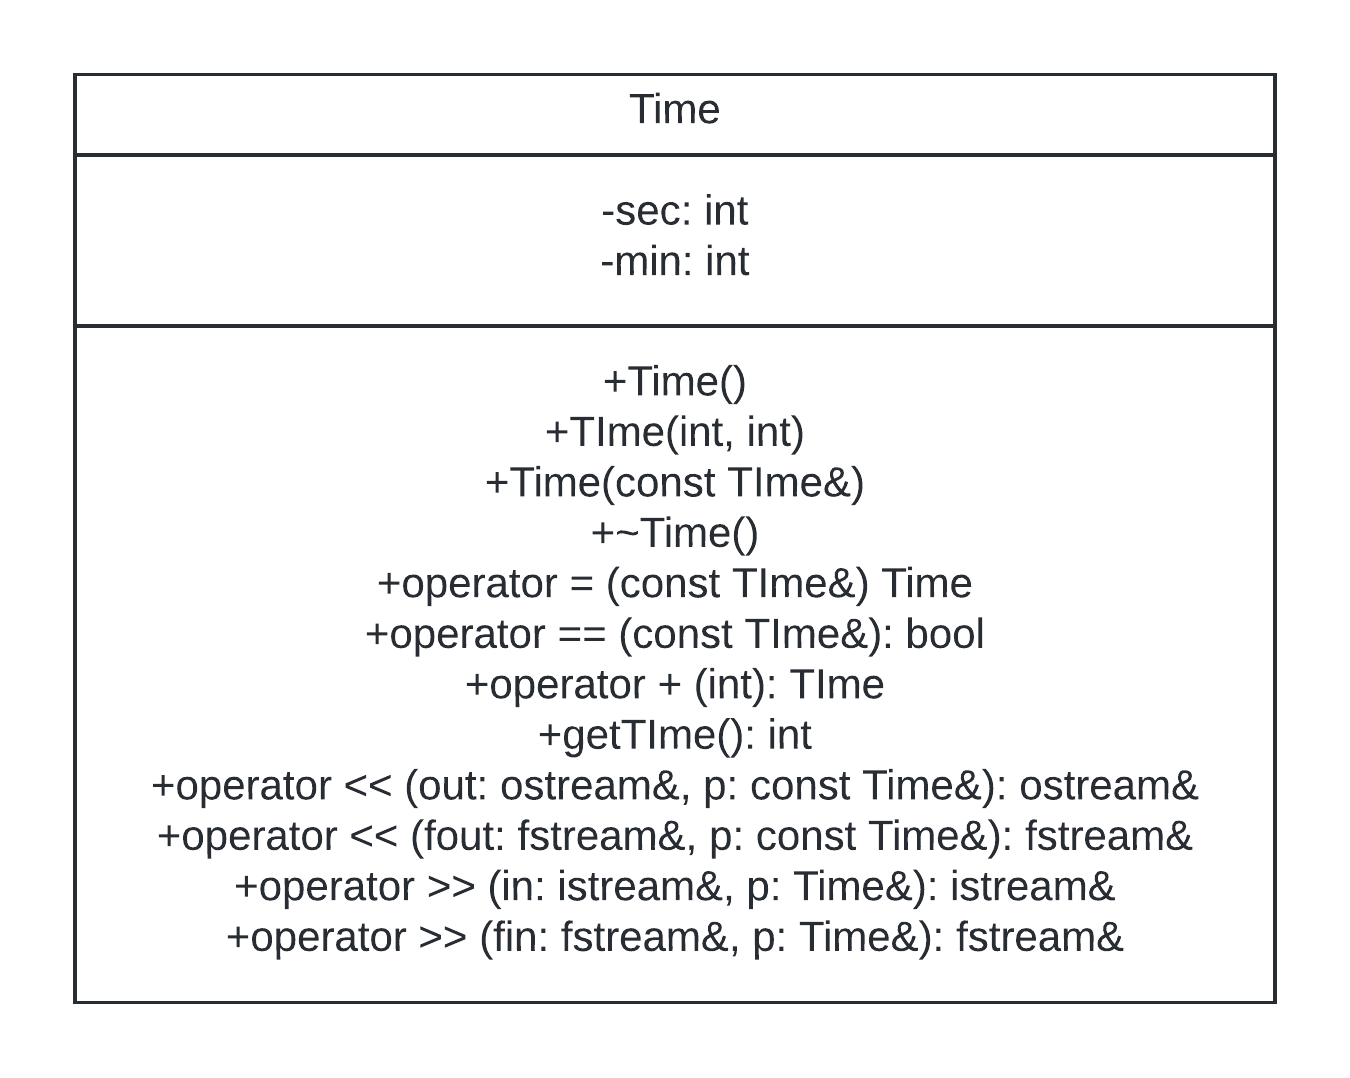 Time
-sec: int
-min: int
+Time()
+TIme(int, int)
+Time(const TIme&)
+~Time()
+operator = (const TIme&) Time
+operator == (const TIme&): bool
+operator + (int): TIme
+getTIme(): int
+operator << (out: ostream&, p: const Time&): ostream&
+operator << (fout: fstream&, p: const Time&): fstream&
+operator >> (in: istream&, p: Time&): istream&
+operator >> (fin: fstream&, p: Time&): fstream&